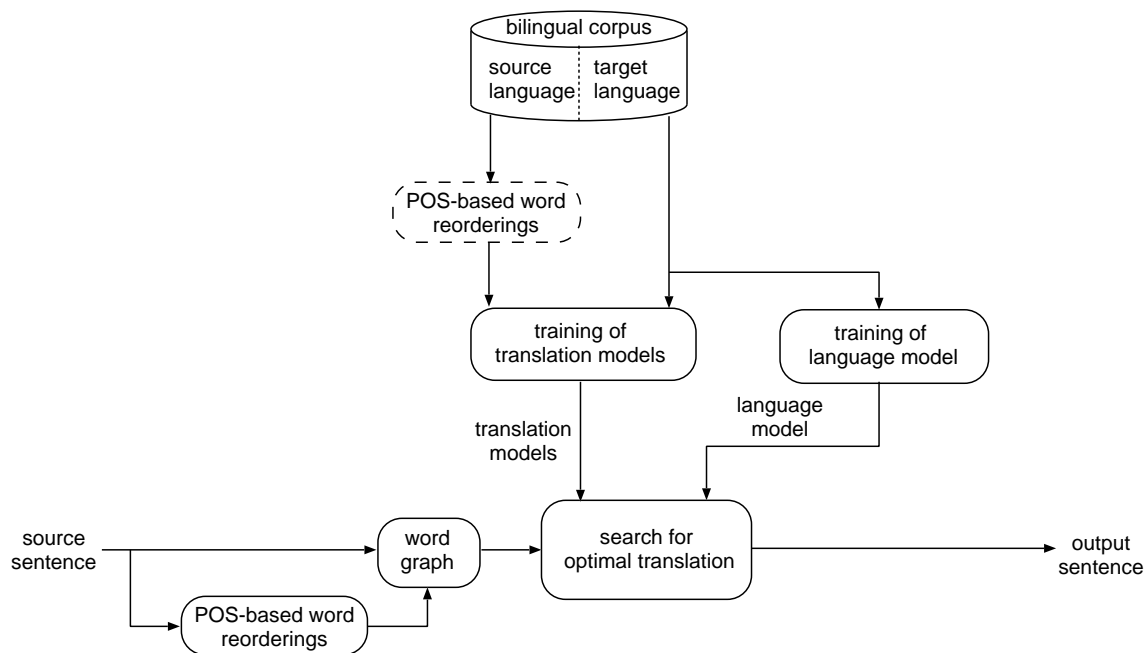 bilingual corpus
source
language
target
language
POS-based word
reorderings
training of
translation models
training of
language model
translation
models
language
model
source
sentence
word
graph
search for
optimal translation
output
sentence
POS-based word
reorderings